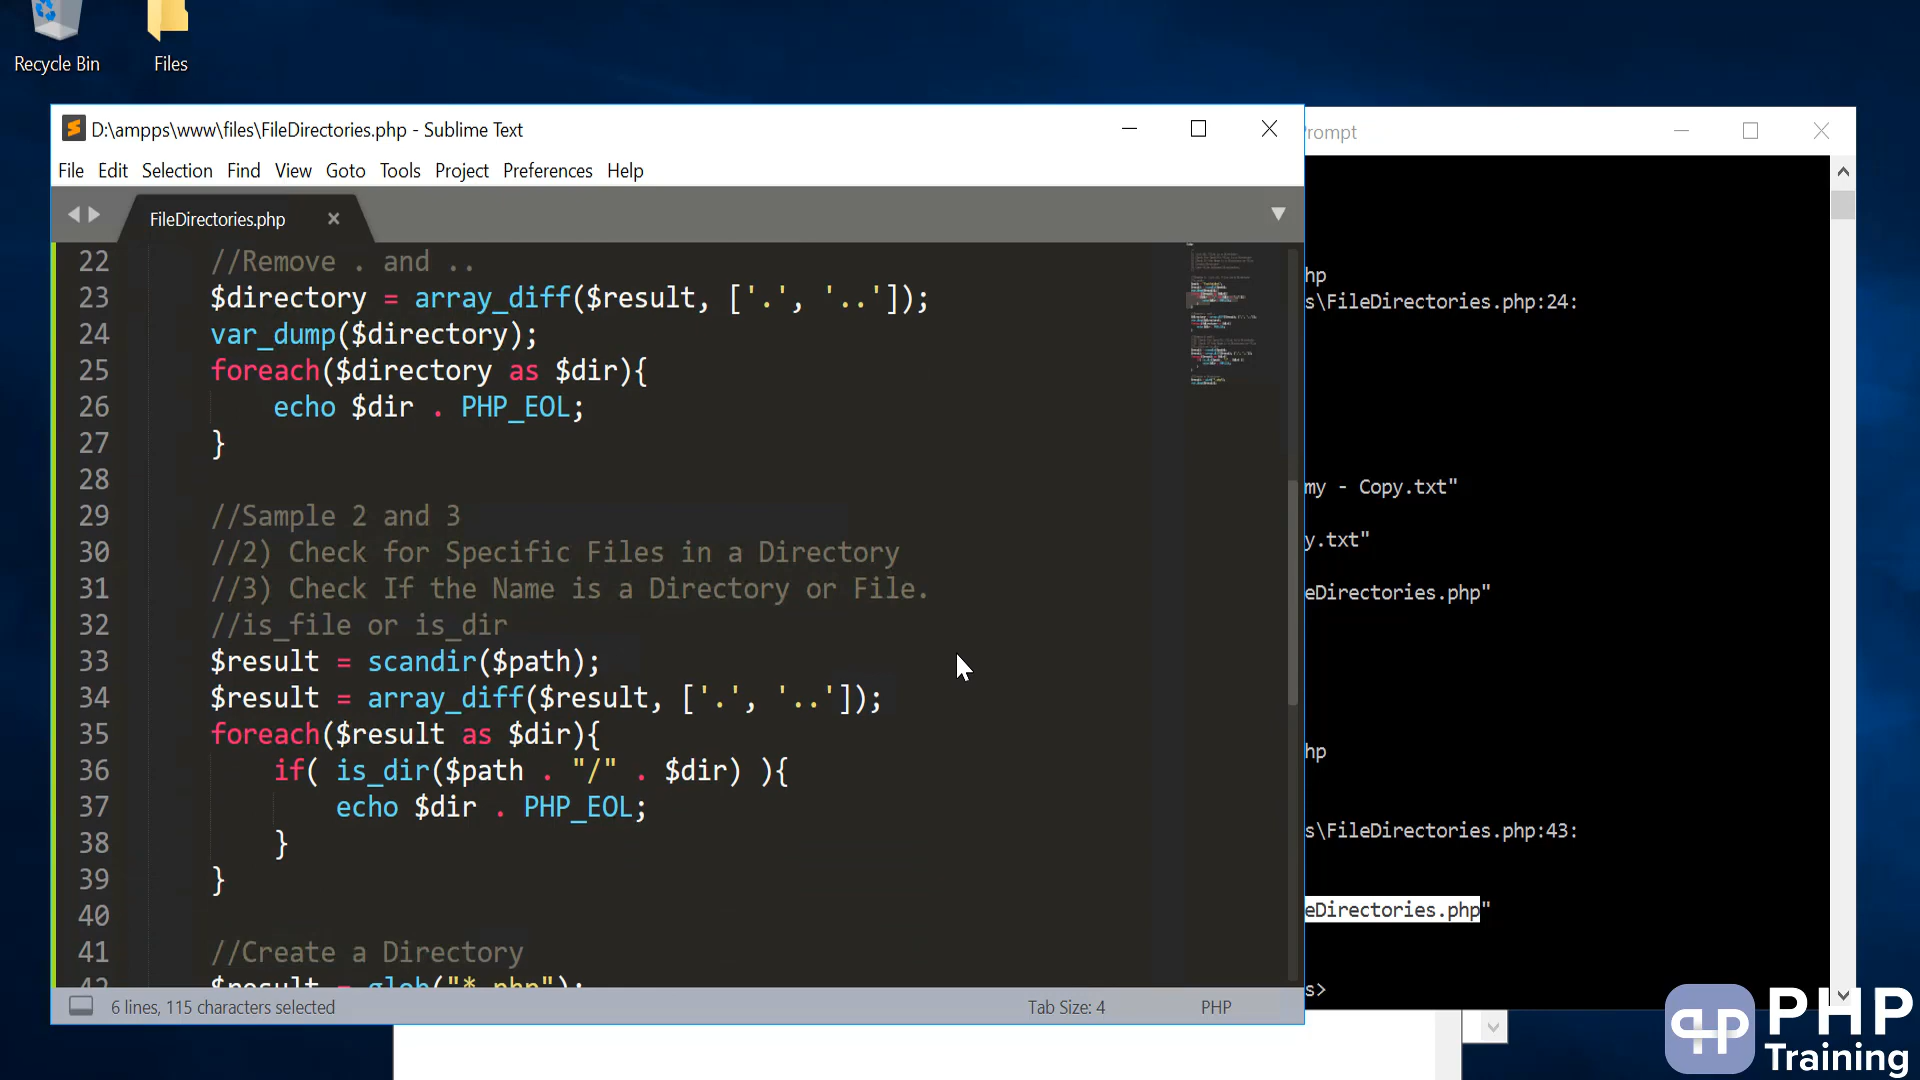 Recycle Bin
Files
D:\ampps\www\files\FileDirectories.php - Sublime Text
File Edit Selection Find View Goto Tools Project Preferences Help
FileDirectories.php
22 //Remove . and ..
23 $directory = array_diff($result, ['.', '..']);
24 var_dump($directory);
25 foreach($directory as $dir){
26 echo $dir . PHP_EOL;
27 }
28
29 //Sample 2 and 3
30 //2) Check for Specific Files in a Directory
31 //3) Check If the Name is a Directory or File.
32 //is_file or is_dir
33 $result = scandir($path);
34 $result = array_diff($result, ['.', '..']);
35 foreach($result as $dir){
36 if( is_dir($path . "/" . $dir) ){
37 echo $dir . PHP_EOL;
38 }
39 }
40
41 //Create a Directory
42 $result = glob("*.php");
6 lines, 115 characters selected
Tab Size: 4
PHP
rompt
hp
s\FileDirectories.php:24:
my - Copy.txt"
y.txt"
eDirectories.php"
hp
s\FileDirectories.php:43:
eDirectories.php"
s>
PHP
Training